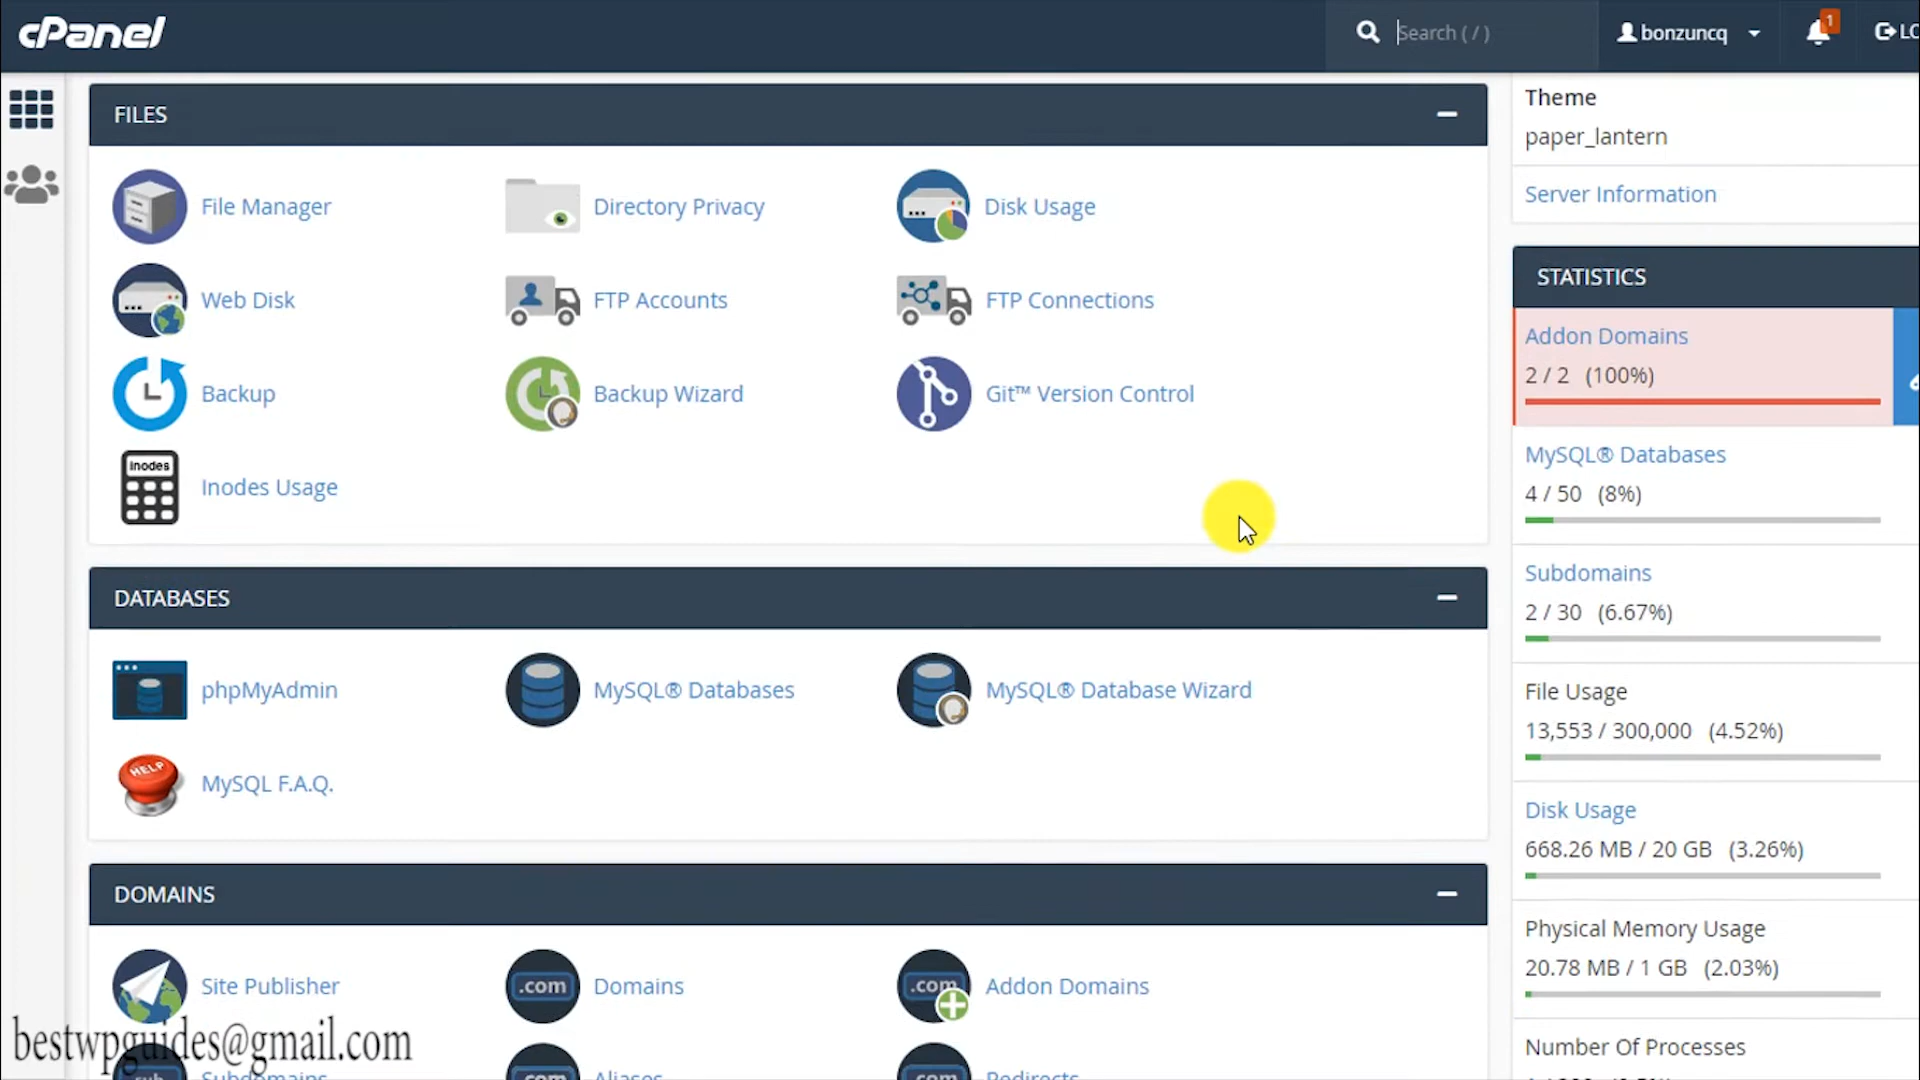 cPanel
Search ( / )
bonzuncq
1
LO
FILES
File Manager
Directory Privacy
Disk Usage
Web Disk
FTP Accounts
FTP Connections
Backup
Backup Wizard
Git™ Version Control
inodes
Inodes Usage
DATABASES
phpMyAdmin
MySQL® Databases
MySQL® Database Wizard
HELP
MySQL F.A.Q.
DOMAINS
Site Publisher
.com
Domains
.com
Addon Domains
Subdomains
Aliases
Redirects
bestwpguides@gmail.com
Theme
paper_lantern
Server Information
STATISTICS
Addon Domains
2 / 2 (100%)
MySQL® Databases
4 / 50 (8%)
Subdomains
2 / 30 (6.67%)
File Usage
13,553 / 300,000 (4.52%)
Disk Usage
668.26 MB / 20 GB (3.26%)
Physical Memory Usage
20.78 MB / 1 GB (2.03%)
Number Of Processes